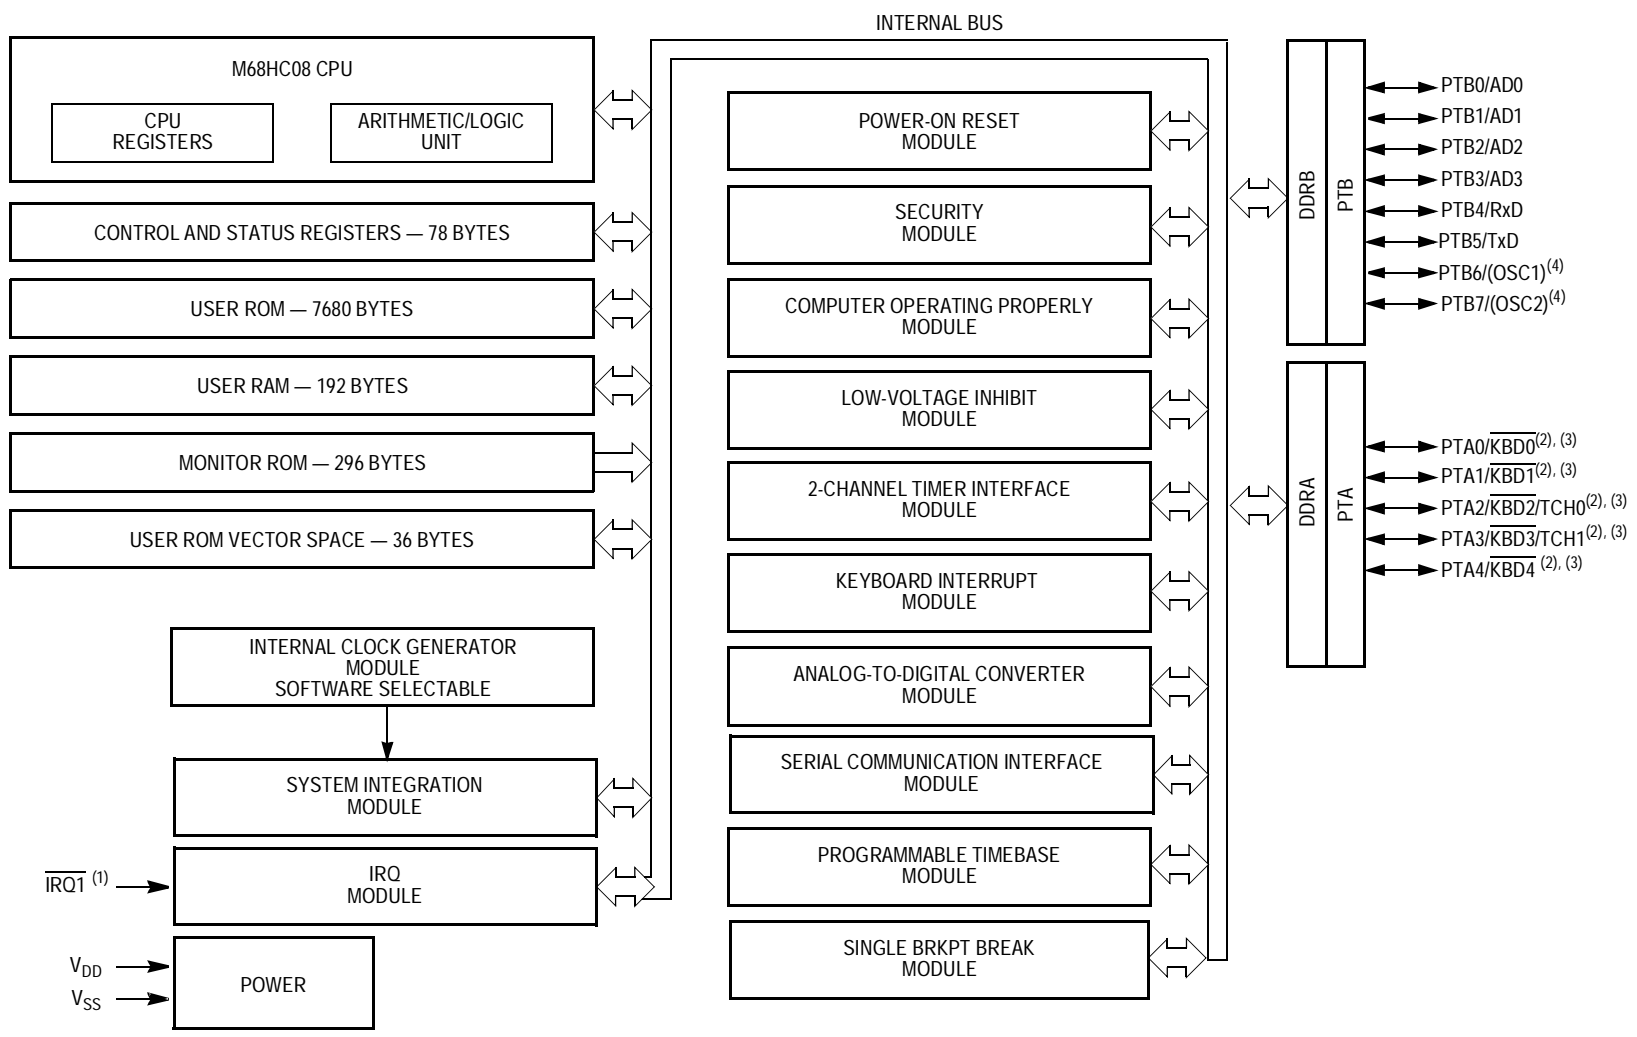 INTERNAL BUS
M68HC08 CPU
CPU
REGISTERS
ARITHMETIC/LOGIC
UNIT
CONTROL AND STATUS REGISTERS — 78 BYTES
USER ROM — 7680 BYTES
USER RAM — 192 BYTES
MONITOR ROM — 296 BYTES
USER ROM VECTOR SPACE — 36 BYTES
INTERNAL CLOCK GENERATOR
MODULE
SOFTWARE SELECTABLE
SYSTEM INTEGRATION
MODULE
IRQ1 (1)
IRQ
MODULE
VDD
VSS
POWER
POWER-ON RESET
MODULE
SECURITY
MODULE
COMPUTER OPERATING PROPERLY
MODULE
LOW-VOLTAGE INHIBIT
MODULE
2-CHANNEL TIMER INTERFACE
MODULE
KEYBOARD INTERRUPT
MODULE
ANALOG-TO-DIGITAL CONVERTER
MODULE
SERIAL COMMUNICATION INTERFACE
MODULE
PROGRAMMABLE TIMEBASE
MODULE
SINGLE BRKPT BREAK
MODULE
DDRB
PTB
PTB0/AD0
PTB1/AD1
PTB2/AD2
PTB3/AD3
PTB4/RxD
PTB5/TxD
PTB6/(OSC1)(4)
PTB7/(OSC2)(4)
DDRA
PTA
PTA0/KBD0(2), (3)
PTA1/KBD1(2), (3)
PTA2/KBD2/TCH0(2), (3)
PTA3/KBD3/TCH1(2), (3)
PTA4/KBD4 (2), (3)